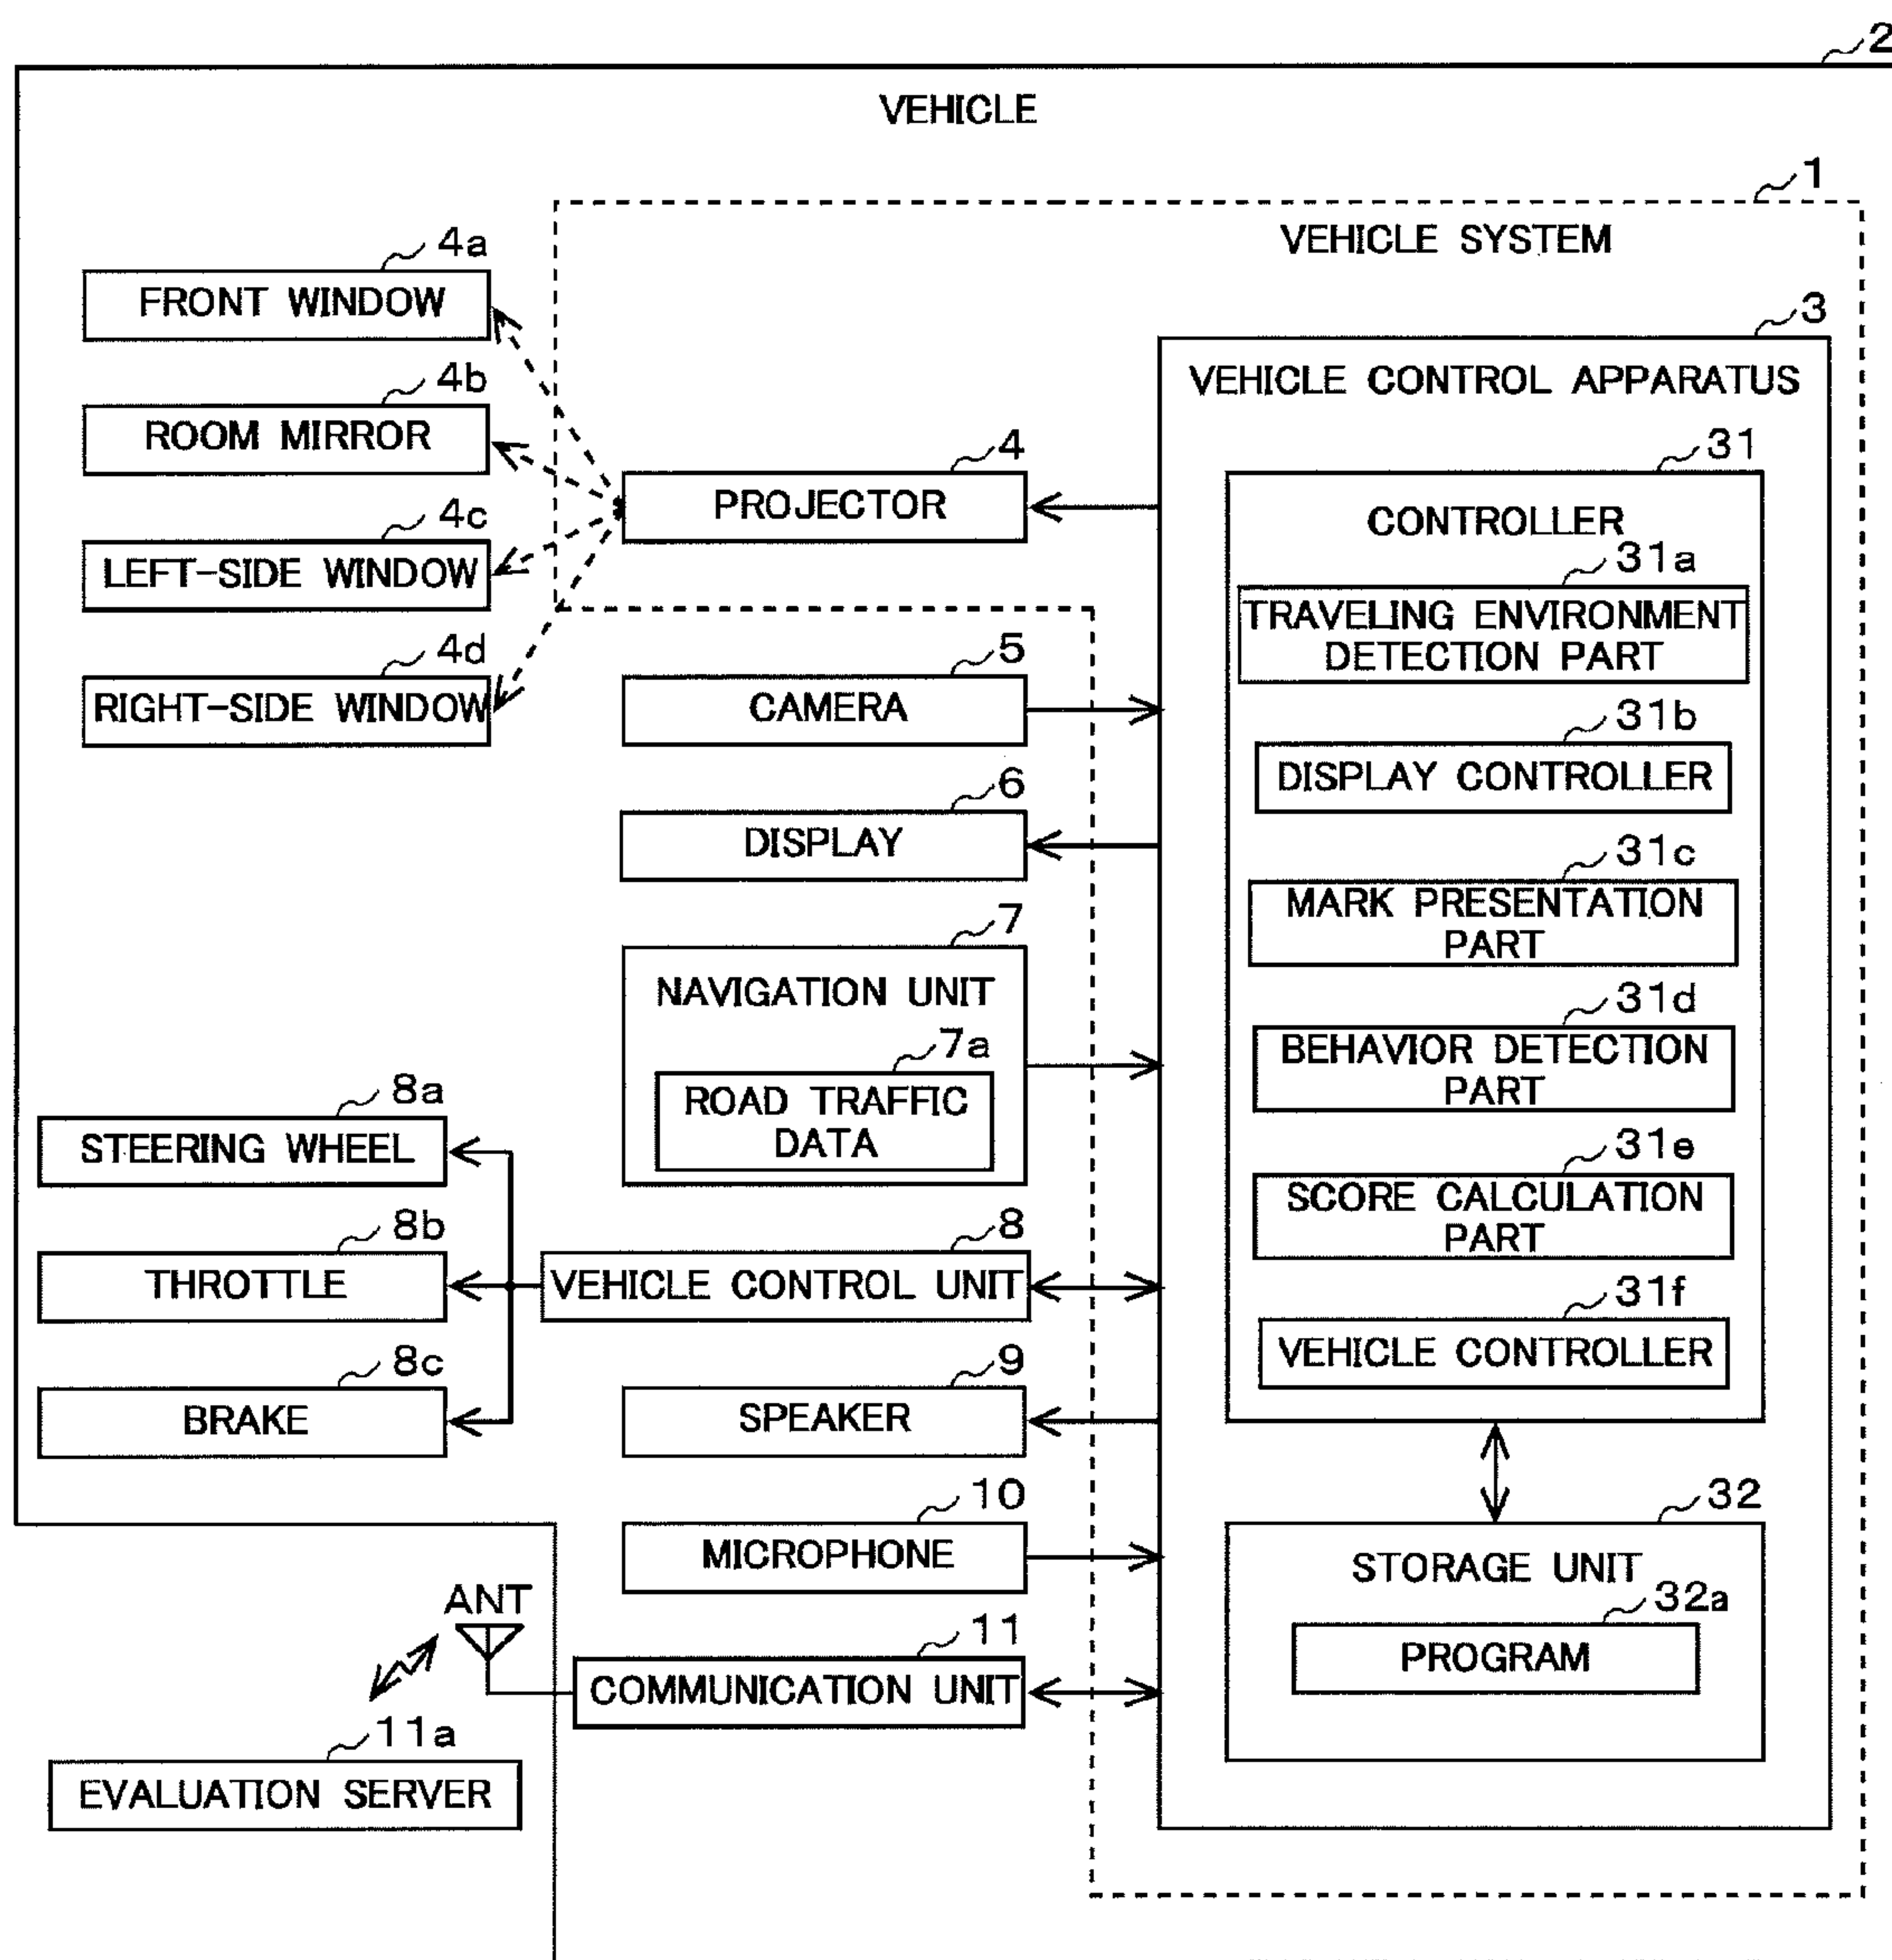 2
VEHICLE
1
VEHICLE SYSTEM
4a
FRONT WINDOW
4b
ROOM MIRROR
4c
LEFT-SIDE WINDOW
4d
RIGHT-SIDE WINDOW
4
PROJECTOR
5
CAMERA
6
DISPLAY
7
NAVIGATION UNIT
7a
ROAD TRAFFIC
DATA
8a
STEERING WHEEL
8b
THROTTLE
8c
BRAKE
8
VEHICLE CONTROL UNIT
9
SPEAKER
10
MICROPHONE
ANT
11
COMMUNICATION UNIT
11a
EVALUATION SERVER
3
VEHICLE CONTROL APPARATUS
31
CONTROLLER
31a
TRAVELING ENVIRONMENT
DETECTION PART
31b
DISPLAY CONTROLLER
31c
MARK PRESENTATION
PART
31d
BEHAVIOR DETECTION
PART
31e
SCORE CALCULATION
PART
31f
VEHICLE CONTROLLER
32
STORAGE UNIT
32a
PROGRAM